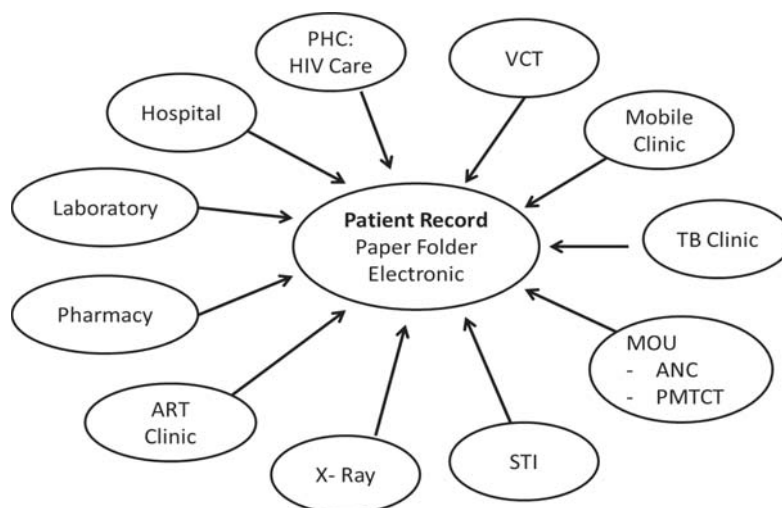 PHC:
HIV Care
VCT
Hospital
Mobile
Clinic
Laboratory
Patient Record
Paper Folder
Electronic
TB Clinic
Pharmacy
MOU
- ANC
- PMTCT
ART
Clinic
X- Ray
STI